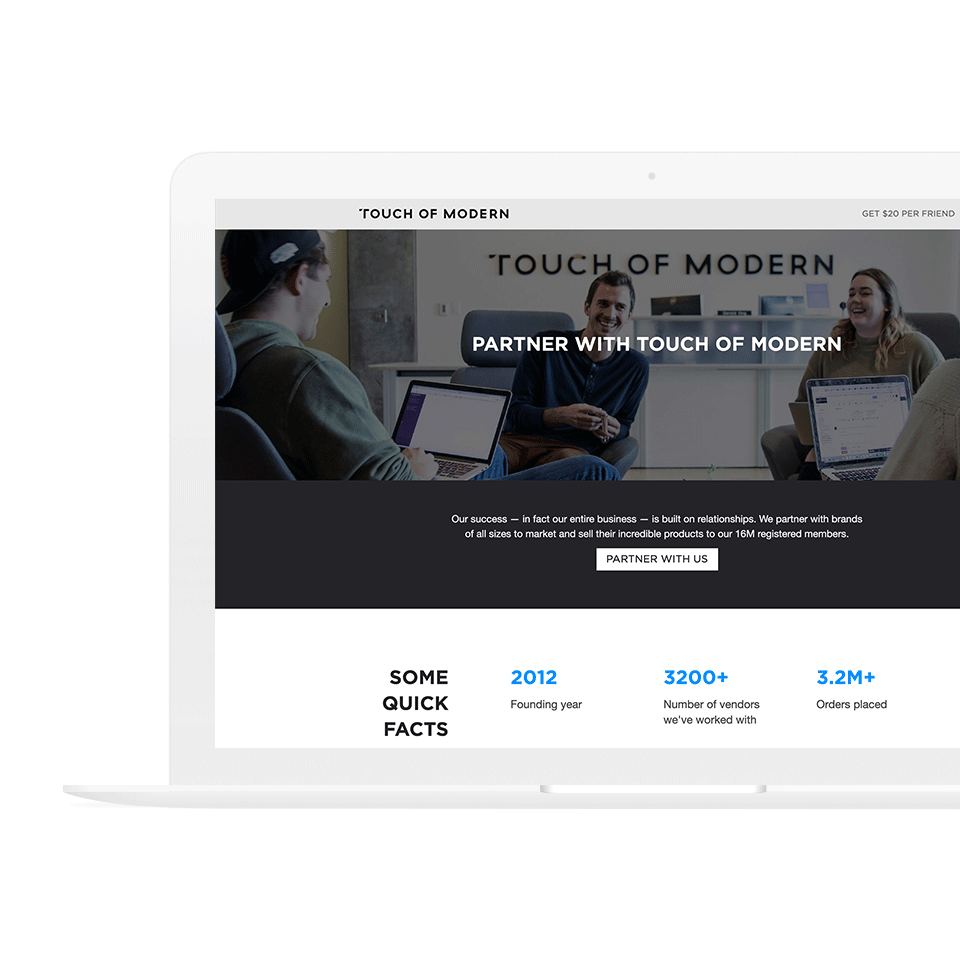 TOUCH OF MODERN
GET $20 PER FRIEND
TOUCH OF MODERN
PARTNER WITH TOUCH OF MODERN
Our success — in fact our entire business — is built on relationships. We partner with brands
of all sizes to market and sell their incredible products to our 16M registered members.
PARTNER WITH US
SOME
QUICK
FACTS
2012
Founding year
3200+
Number of vendors
we've worked with
3.2M+
Orders placed